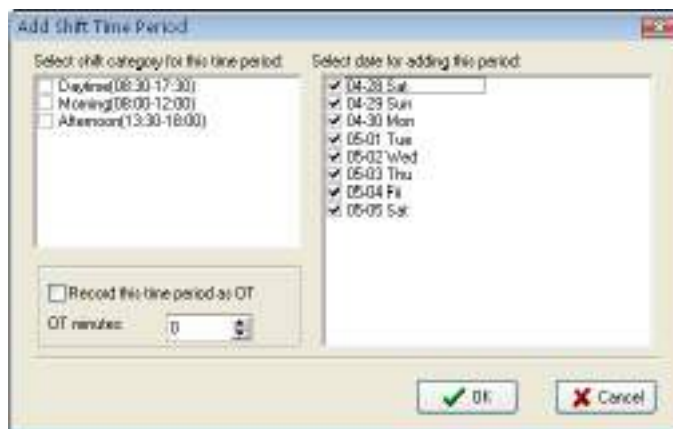 Add Shift Time Period
Select shift category for this time period:
Daytime(08:30-17:30)
Morning(08:00-12:00)
Afternoon(13:30-18:00)
Record this time period as OT
OT minutes:
0
Select date for adding this period:
04-28 Sat
04-29 Sun
04-30 Mon
05-01 Tue
05-02 Wed
05-03 Thu
05-04 Fri
05-05 Sat
OK
Cancel